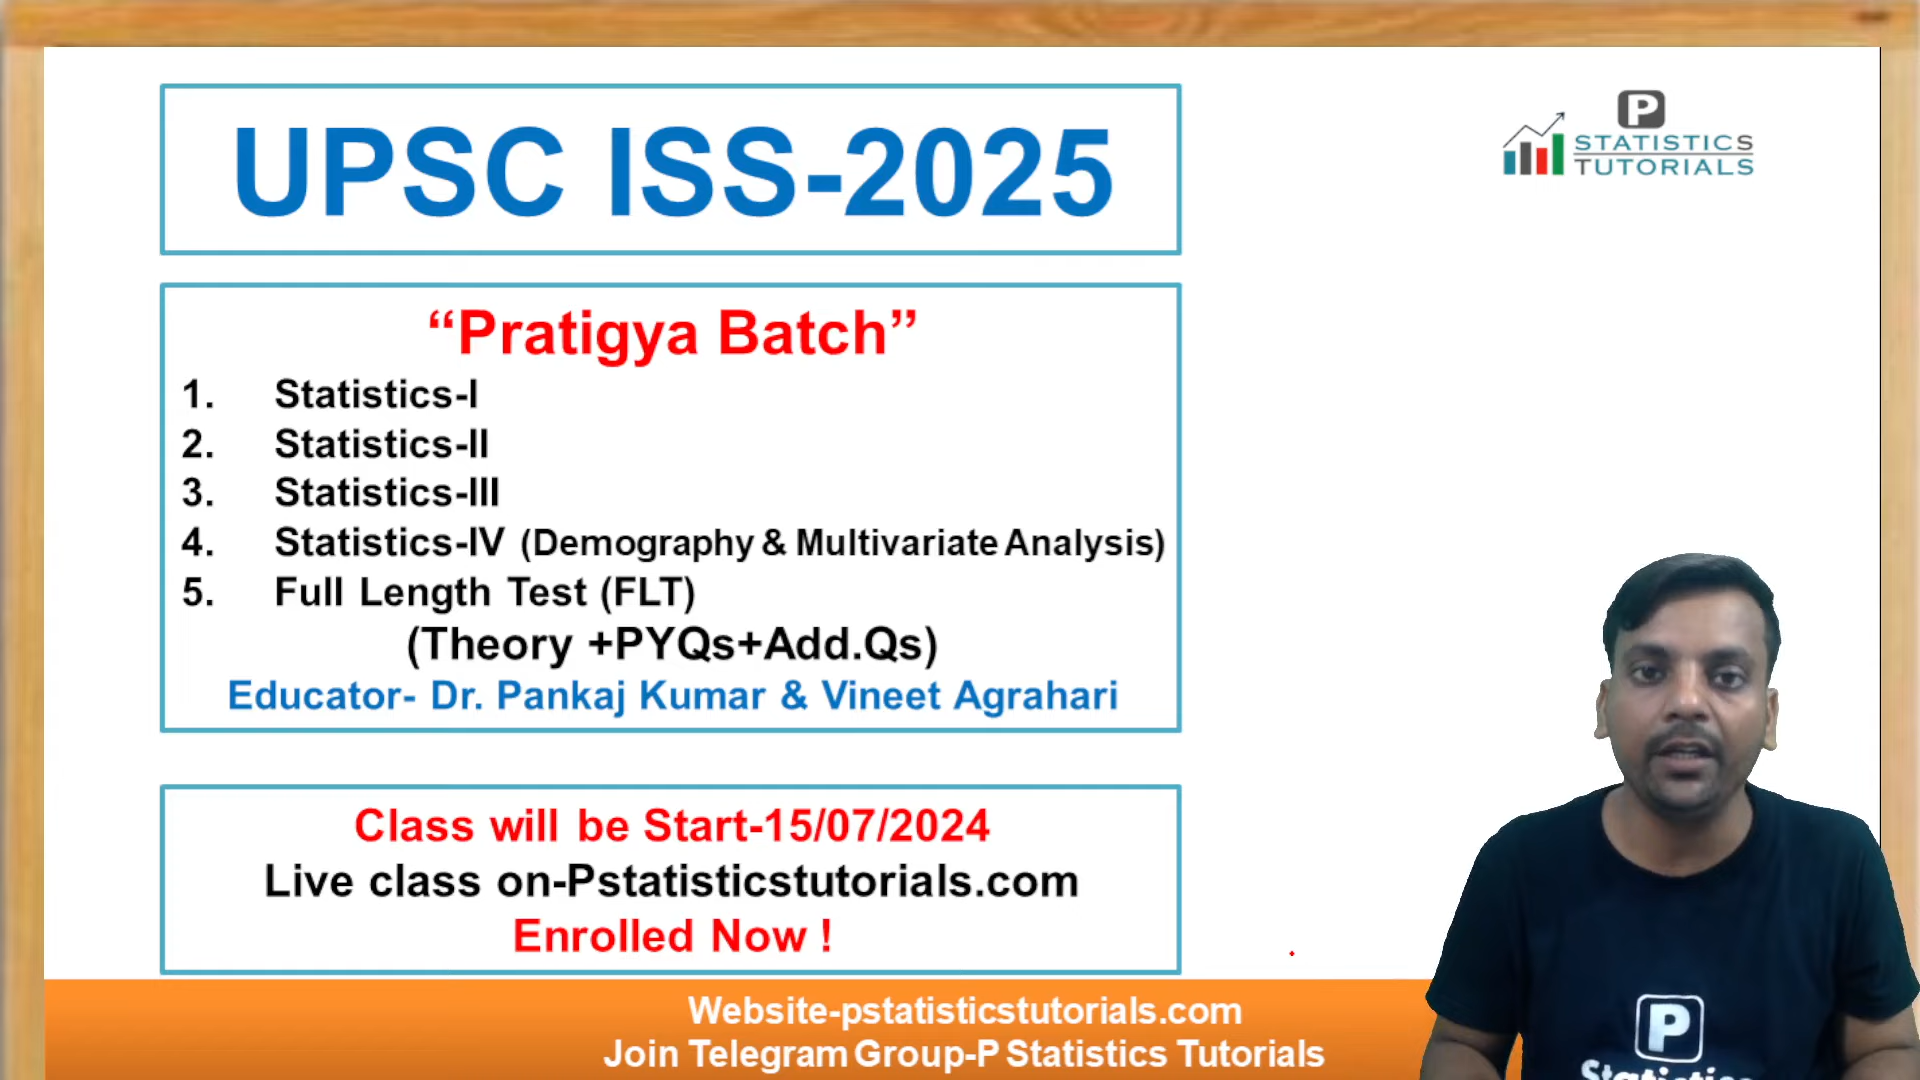 UPSC ISS-2025
P
STATISTICS
TUTORIALS
“Pratigya Batch”
1. Statistics-I
2. Statistics-II
3. Statistics-III
4. Statistics-IV (Demography & Multivariate Analysis)
5. Full Length Test (FLT)
(Theory +PYQs+Add.Qs)
Educator- Dr. Pankaj Kumar & Vineet Agrahari
Class will be Start-15/07/2024
Live class on-Pstatisticstutorials.com
Enrolled Now !
Website-pstatisticstutorials.com
Join Telegram Group-P Statistics Tutorials
P
Statistics